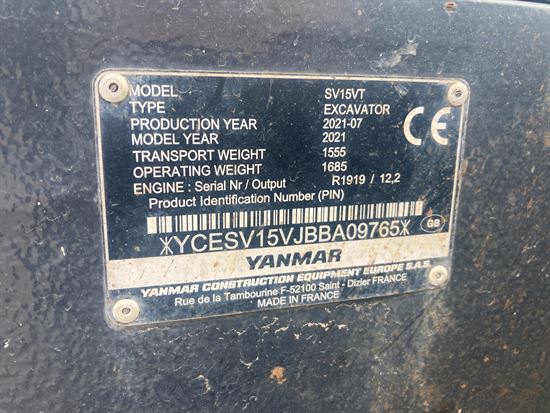 MODEL SV15VT
TYPE EXCAVATOR
PRODUCTION YEAR 2021-07
MODEL YEAR 2021
TRANSPORT WEIGHT 1555
OPERATING WEIGHT 1685
ENGINE : Serial Nr / Output R1919 / 12,2
Product Identification Number (PIN)
CE
*YCESV15VJBBA09765*
GB
YANMAR
YANMAR CONSTRUCTION EQUIPMENT EUROPE S.A.S.
Rue de la Tambourine F-52100 Saint - Dizier FRANCE
MADE IN FRANCE